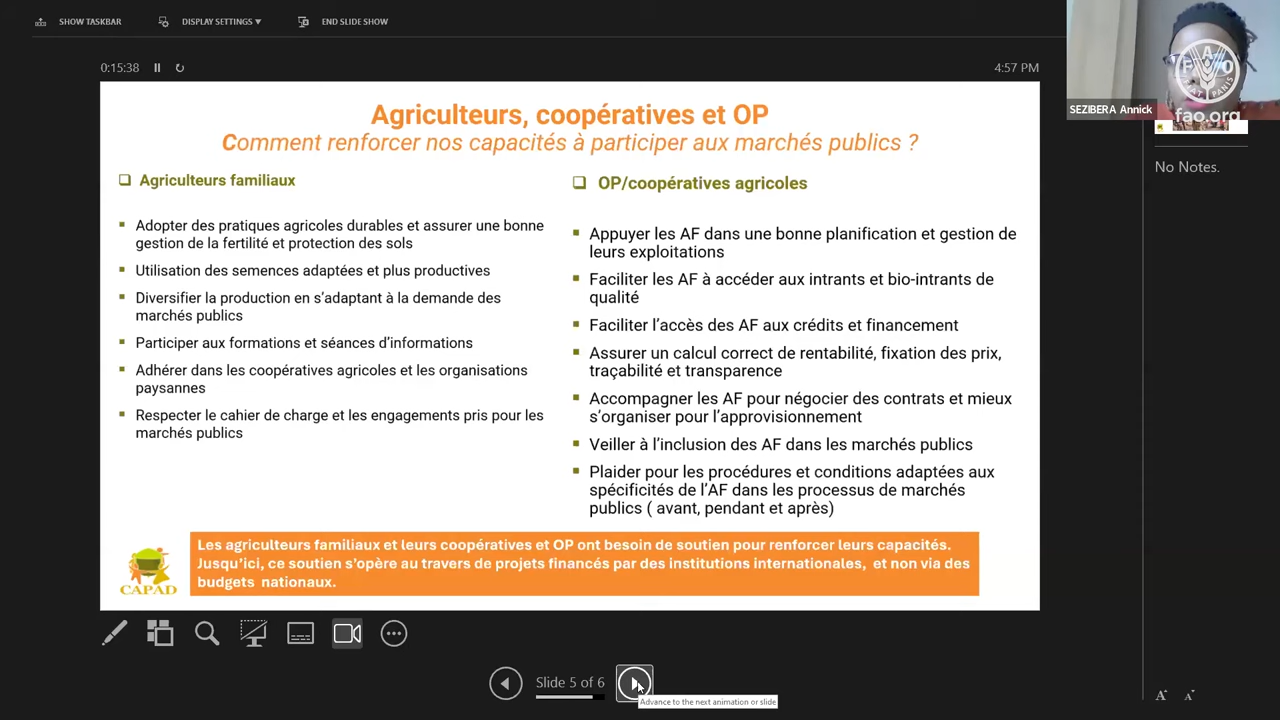 SHOW TASKBAR
DISPLAY SETTINGS
END SLIDE SHOW
0:15:38
4:57 PM
SEZIBERA Annick
FAO
FIAT PANIS
fao.org
No Notes.
Agriculteurs, coopératives et OP
Comment renforcer nos capacités à participer aux marchés publics ?
Agriculteurs familiaux
Adopter des pratiques agricoles durables et assurer une bonne
gestion de la fertilité et protection des sols
Utilisation des semences adaptées et plus productives
Diversifier la production en s’adaptant à la demande des
marchés publics
Participer aux formations et séances d’informations
Adhérer dans les coopératives agricoles et les organisations
paysannes
Respecter le cahier de charge et les engagements pris pour les
marchés publics
OP/coopératives agricoles
Appuyer les AF dans une bonne planification et gestion de
leurs exploitations
Faciliter les AF à accéder aux intrants et bio-intrants de
qualité
Faciliter l’accès des AF aux crédits et financement
Assurer un calcul correct de rentabilité, fixation des prix,
traçabilité et transparence
Accompagner les AF pour négocier des contrats et mieux
s’organiser pour l’approvisionnement
Veiller à l’inclusion des AF dans les marchés publics
Plaider pour les procédures et conditions adaptées aux
spécificités de l’AF dans les processus de marchés
publics ( avant, pendant et après)
CAPAD
Les agriculteurs familiaux et leurs coopératives et OP ont besoin de soutien pour renforcer leurs capacités.
Jusqu’ici, ce soutien s’opère au travers de projets financés par des institutions internationales, et non via des
budgets nationaux.
Slide 5 of 6
Advance to the next animation or slide
A A